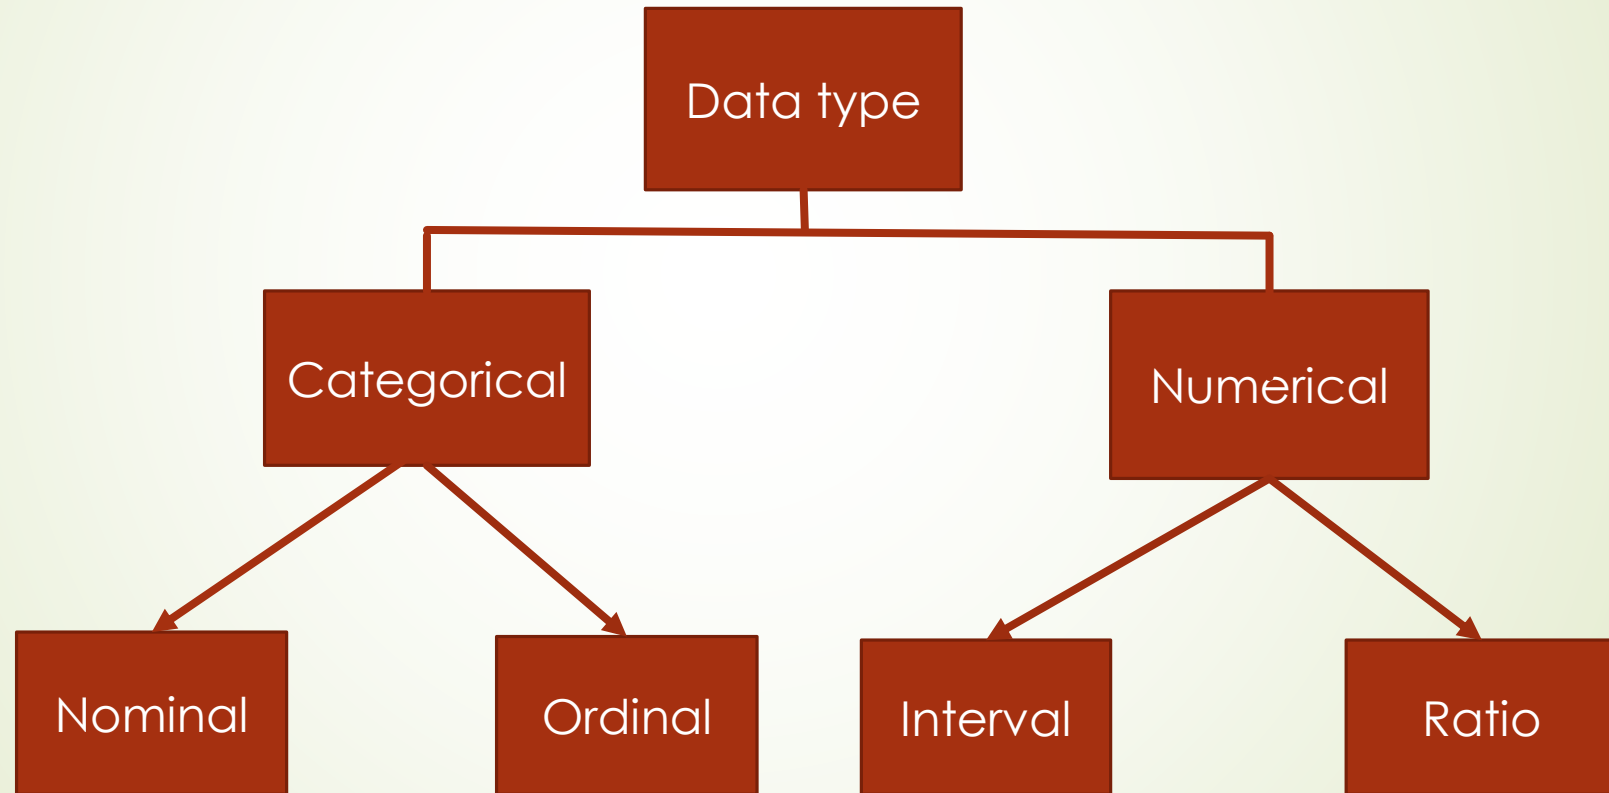 Data type
Categorical
Numerical
Nominal
Ordinal
Interval
Ratio